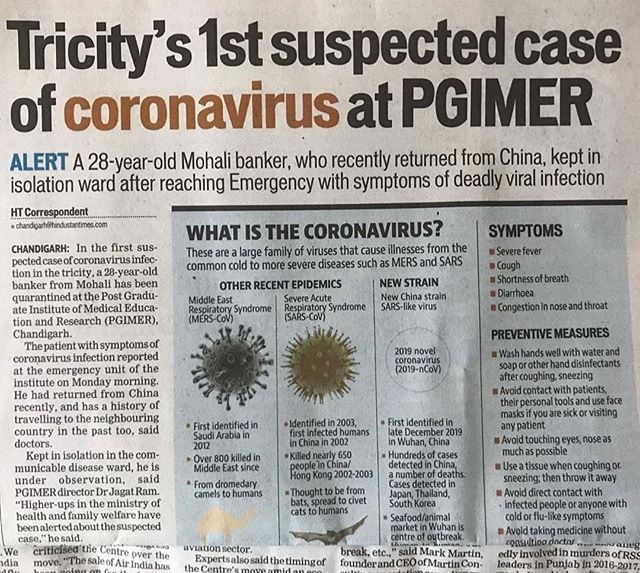 Tricity's 1st suspected case
of coronavirus at PGIMER
ALERT A 28-year-old Mohali banker, who recently returned from China, kept in
isolation ward after reaching Emergency with symptoms of deadly viral infection
HT Correspondent
chandigarh@hindustantimes.com
CHANDIGARH: In the first sus-
pected case of coronavirus infec-
tion in the tricity, a 28-year-old
banker from Mohali has been
quarantined at the Post Gradu-
ate Institute of Medical Educa-
tion and Research (PGIMER),
Chandigarh.
The patient with symptoms of
coronavirus infection reported
at the emergency unit of the
institute on Monday morning.
He had returned from China
recently, and has a history of
travelling to the neighbouring
country in the past too, said
doctors.
Kept in isolation in the com-
municable disease ward, he is
under observation, said
PGIMER director Dr Jagat Ram.
"Higher-ups in the ministry of
health and family welfare have
been alerted about the suspected
case," he said.
WHAT IS THE CORONAVIRUS?
These are a large family of viruses that cause illnesses from the
common cold to more severe diseases such as MERS and SARS
OTHER RECENT EPIDEMICS
Middle East
Respiratory Syndrome
(MERS-CoV)
First identified in
Saudi Arabia in
2012
Over 800 killed in
Middle East since
From dromedary
camels to humans
Severe Acute
Respiratory Syndrome
(SARS-CoV)
Identified in 2003,
first infected humans
in China in 2002
Killed nearly 650
people in China/
Hong Kong 2002-2003
Thought to be from
bats, spread to civet
cats to humans
NEW STRAIN
New China strain
SARS-like virus
2019 novel
coronavirus
(2019-nCoV)
First identified in
late December 2019
in Wuhan, China
Hundreds of cases
detected in China,
a number of deaths.
Cases detected in
Japan, Thailand,
South Korea
Seafood/animal
market in Wuhan is
centre of outbreak
SYMPTOMS
Severe fever
Cough
Shortness of breath
Diarrhoea
Congestion in nose and throat
PREVENTIVE MEASURES
Wash hands well with water and
soap or other hand disinfectants
after coughing, sneezing
Avoid contact with patients,
their personal tools and use face
masks if you are sick or visiting
any patient
Avoid touching eyes, nose as
much as possible
Use a tissue when coughing or
sneezing; then throw it away
Avoid direct contact with
infected people or anyone with
cold or flu-like symptoms
Avoid taking medicine without
consulting doctor
We
criticised the Centre over the
"The sale of Air India has
aviation sector.
Experts also said the timing of
the Centre's move amid an
break, etc.," said Mark Martin,
founder and CEO of Martin Con-
edly involved in murders of RSS
leaders in Punjab in 2016-2017